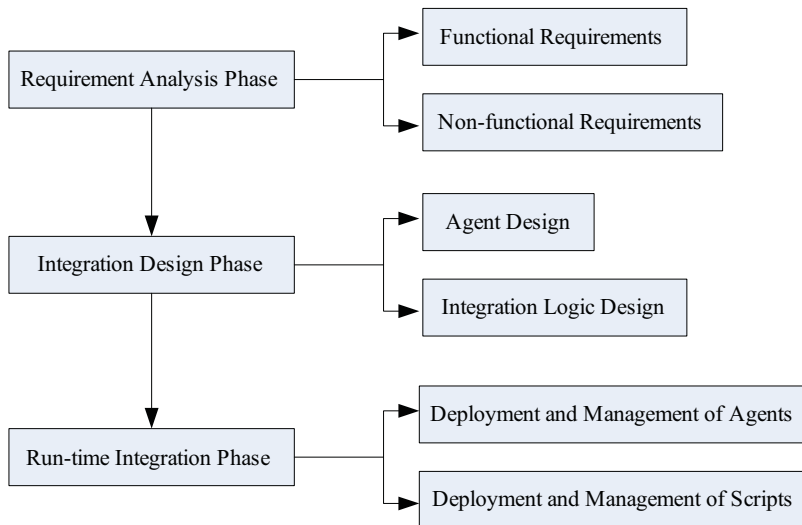 Functional Requirements
Requirement Analysis Phase
Non-functional Requirements
Agent Design
Integration Design Phase
Integration Logic Design
Deployment and Management of Agents
Run-time Integration Phase
Deployment and Management of Scripts